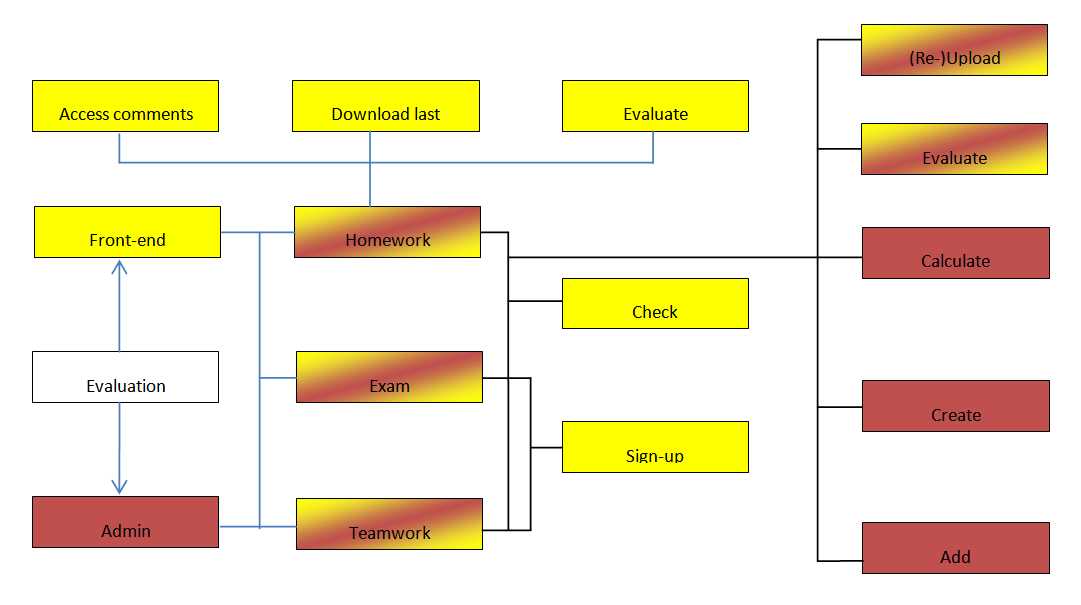 (Re-)Upload
Access comments
Download last
Evaluate
Evaluate
Front-end
Homework
Calculate
Check
Evaluation
Exam
Create
Sign-up
Admin
Teamwork
Add